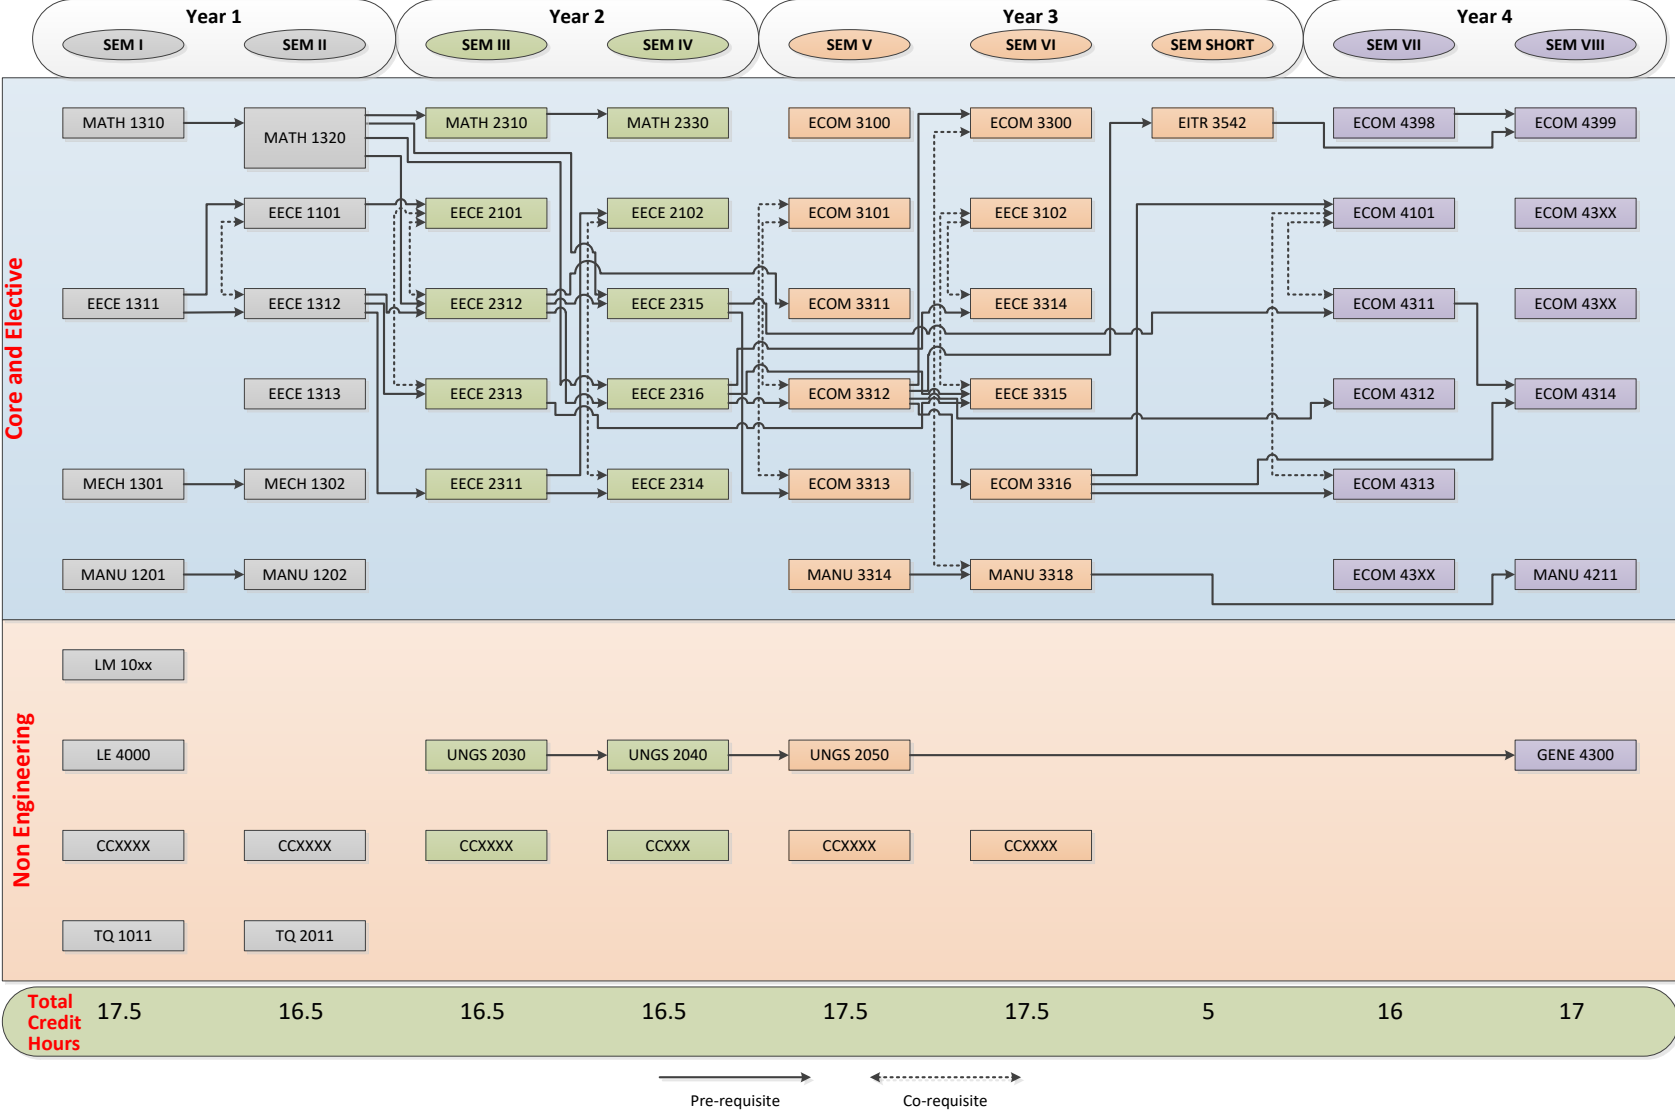 Year 1
Year 2
Year 3
Year 4
SEM I
SEM II
SEM III
SEM IV
SEM V
SEM VI
SEM SHORT
SEM VII
SEM VIII
Core and Elective
MATH 1310
MATH 1320
MATH 2310
MATH 2330
ECOM 3100
ECOM 3300
EITR 3542
ECOM 4398
ECOM 4399
EECE 1101
EECE 2101
EECE 2102
ECOM 3101
EECE 3102
ECOM 4101
ECOM 43XX
EECE 1311
EECE 1312
EECE 2312
EECE 2315
ECOM 3311
EECE 3314
ECOM 4311
ECOM 43XX
EECE 1313
EECE 2313
EECE 2316
ECOM 3312
EECE 3315
ECOM 4312
ECOM 4314
MECH 1301
MECH 1302
EECE 2311
EECE 2314
ECOM 3313
ECOM 3316
ECOM 4313
MANU 1201
MANU 1202
MANU 3314
MANU 3318
ECOM 43XX
MANU 4211
Non Engineering
LM 10xx
LE 4000
UNGS 2030
UNGS 2040
UNGS 2050
GENE 4300
CCXXXX
CCXXXX
CCXXXX
CCXXX
CCXXXX
CCXXXX
TQ 1011
TQ 2011
Total
Credit
Hours
17.5
16.5
16.5
16.5
17.5
17.5
5
16
17
Pre-requisite
Co-requisite